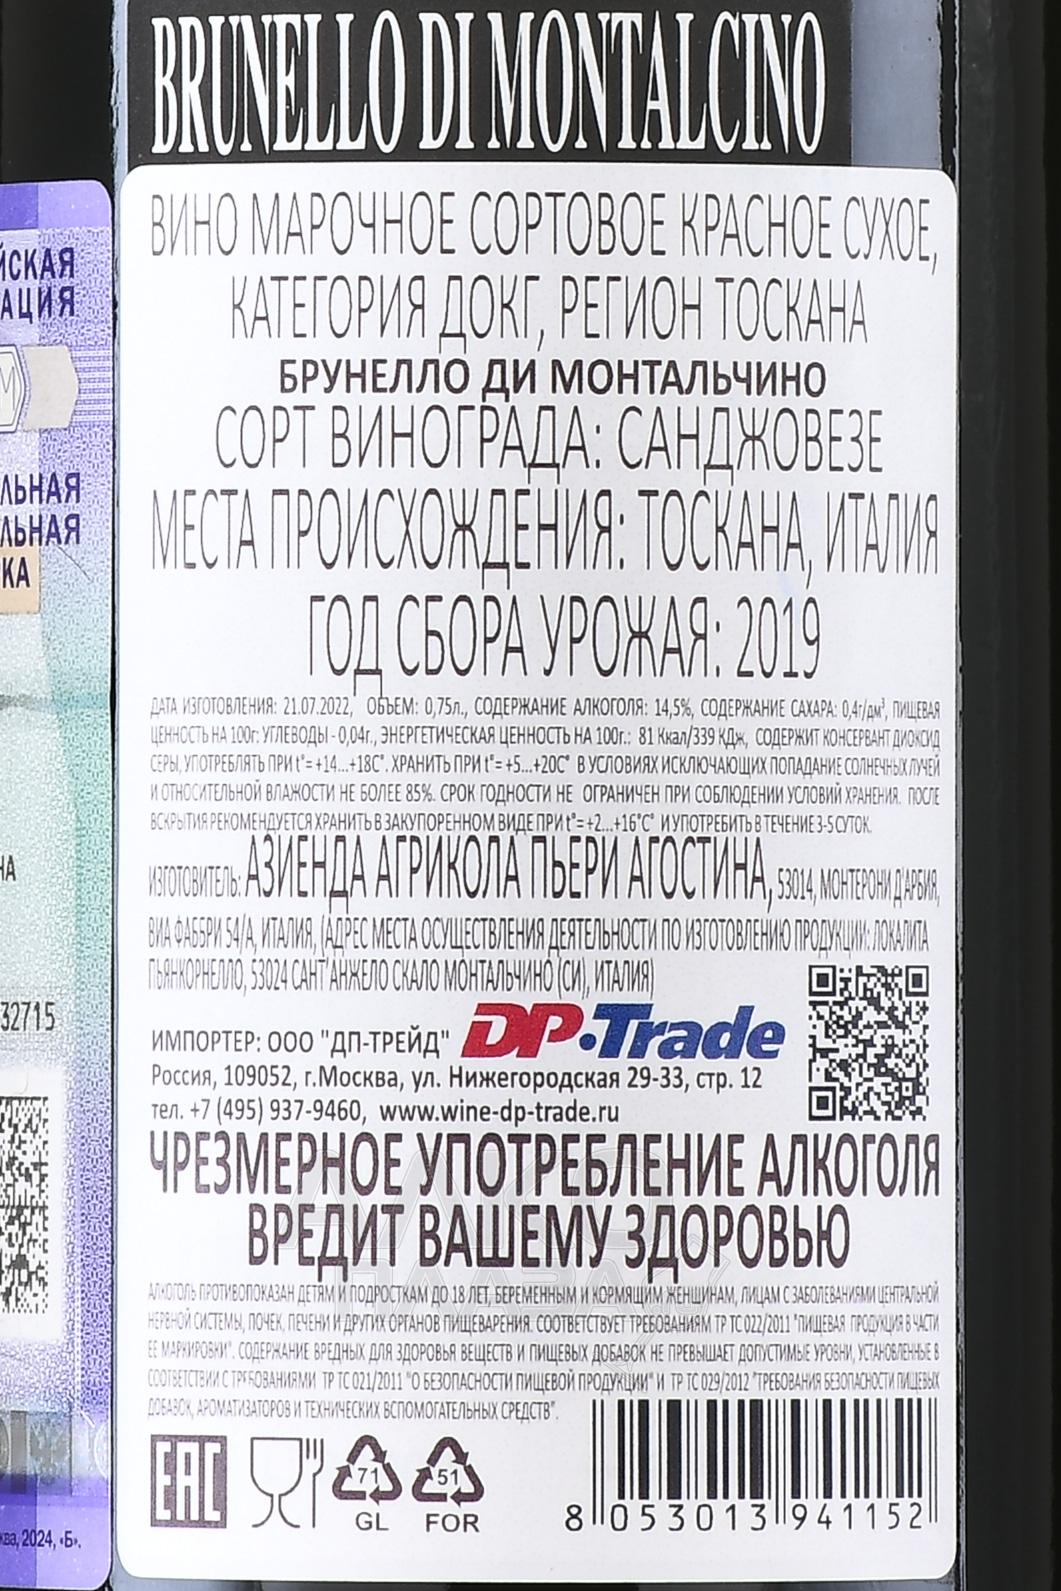 BRUNELLO DI MONTALCINO
ВИНО МАРОЧНОЕ СОРТОВОЕ КРАСНОЕ СУХОЕ,
КАТЕГОРИЯ ДОКГ, РЕГИОН ТОСКАНА
БРУНЕЛЛО ДИ МОНТАЛЬЧИНО
СОРТ ВИНОГРАДА: САНДЖОВЕЗЕ
МЕСТА ПРОИСХОЖДЕНИЯ: ТОСКАНА, ИТАЛИЯ
ГОД СБОРА УРОЖАЯ: 2019
ДАТА ИЗГОТОВЛЕНИЯ: 21.07.2022, ОБЪЕМ: 0,75л., СОДЕРЖАНИЕ АЛКОГОЛЯ: 14,5%, СОДЕРЖАНИЕ САХАРА: 0,4г/дм³, ПИЩЕВАЯ
ЦЕННОСТЬ НА 100г: УГЛЕВОДЫ - 0,04г., ЭНЕРГЕТИЧЕСКАЯ ЦЕННОСТЬ НА 100г.: 81 Ккал/339 КДж, СОДЕРЖИТ КОНСЕРВАНТ ДИОКСИД
СЕРЫ, УПОТРЕБЛЯТЬ ПРИ t°= +14...+18С°. ХРАНИТЬ ПРИ t°= +5...+20С° В УСЛОВИЯХ ИСКЛЮЧАЮЩИХ ПОПАДАНИЕ СОЛНЕЧНЫХ ЛУЧЕЙ
И ОТНОСИТЕЛЬНОЙ ВЛАЖНОСТИ НЕ БОЛЕЕ 85%. СРОК ГОДНОСТИ НЕ ОГРАНИЧЕН ПРИ СОБЛЮДЕНИИ УСЛОВИЙ ХРАНЕНИЯ. ПОСЛЕ
ВСКРЫТИЯ РЕКОМЕНДУЕТСЯ ХРАНИТЬ В ЗАКУПОРЕННОМ ВИДЕ ПРИ t°= +2...+16°С° И УПОТРЕБИТЬ В ТЕЧЕНИЕ 3-5 СУТОК.
ИЗГОТОВИТЕЛЬ: АЗИЕНДА АГРИКОЛА ПЬЕРИ АГОСТИНА, 53014, МОНТЕРОНИ Д'АРБИЯ,
ВИА ФАББРИ 54/А, ИТАЛИЯ, (АДРЕС МЕСТА ОСУЩЕСТВЛЕНИЯ ДЕЯТЕЛЬНОСТИ ПО ИЗГОТОВЛЕНИЮ ПРОДУКЦИИ: ЛОКАЛИТА
ПЬЯНКОРНЕЛЛО, 53024 САНТ'АНЖЕЛО СКАЛО МОНТАЛЬЧИНО (СИ), ИТАЛИЯ)
ИМПОРТЕР: ООО "ДП-ТРЕЙД" DP·Trade
Россия, 109052, г.Москва, ул. Нижегородская 29-33, стр. 12
тел. +7 (495) 937-9460, www.wine-dp-trade.ru
ЧРЕЗМЕРНОЕ УПОТРЕБЛЕНИЕ АЛКОГОЛЯ
ВРЕДИТ ВАШЕМУ ЗДОРОВЬЮ
АЛКОГОЛЬ ПРОТИВОПОКАЗАН ДЕТЯМ И ПОДРОСТКАМ ДО 18 ЛЕТ, БЕРЕМЕННЫМ И КОРМЯЩИМ ЖЕНЩИНАМ, ЛИЦАМ С ЗАБОЛЕВАНИЯМИ ЦЕНТРАЛЬНОЙ
НЕРВНОЙ СИСТЕМЫ, ПОЧЕК, ПЕЧЕНИ И ДРУГИХ ОРГАНОВ ПИЩЕВАРЕНИЯ. СООТВЕТСТВУЕТ ТРЕБОВАНИЯМ ТР ТС 022/2011 "ПИЩЕВАЯ ПРОДУКЦИЯ В ЧАСТИ
ЕЕ МАРКИРОВКИ". СОДЕРЖАНИЕ ВРЕДНЫХ ДЛЯ ЗДОРОВЬЯ ВЕЩЕСТВ И ПИЩЕВЫХ ДОБАВОК НЕ ПРЕВЫШАЕТ ДОПУСТИМЫЕ УРОВНИ, УСТАНОВЛЕННЫЕ В
СООТВЕТСТВИИ С ТРЕБОВАНИЯМИ ТР ТС 021/2011 "О БЕЗОПАСНОСТИ ПИЩЕВОЙ ПРОДУКЦИИ" И ТР ТС 029/2012 "ТРЕБОВАНИЯ БЕЗОПАСНОСТИ ПИЩЕВЫХ
ДОБАВОК, АРОМАТИЗАТОРОВ И ТЕХНИЧЕСКИХ ВСПОМОГАТЕЛЬНЫХ СРЕДСТВ".
EAC 71 51
GL FOR
8 053013 941152
ЙСКАЯ
АЦИЯ
М
ЛЬНАЯ
ЛЬНАЯ
РКА
НА
32715
ква, 2024, «Б».